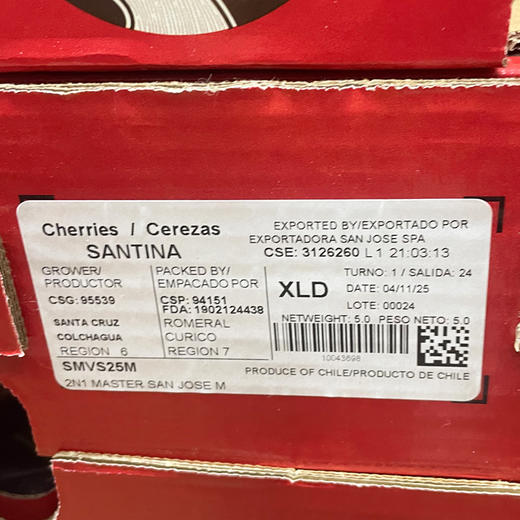 Cherries / Cerezas
SANTINA
EXPORTED BY/EXPORTADO POR
EXPORTADORA SAN JOSE SPA
CSE: 3126260 L 1 21:03:13
GROWER/
PRODUCTOR
CSG: 95539
SANTA CRUZ
COLCHAGUA
REGION 6
PACKED BY/
EMPACADO POR
CSP: 94151
FDA: 1902124438
ROMERAL
CURICO
REGION 7
XLD
TURNO: 1 / SALIDA: 24
DATE: 04/11/25
LOTE: 00024
NETWEIGHT: 5.0 PESO NETO: 5.0
10043698
SMVS25M
2N1 MASTER SAN JOSE M
PRODUCE OF CHILE/PRODUCTO DE CHILE